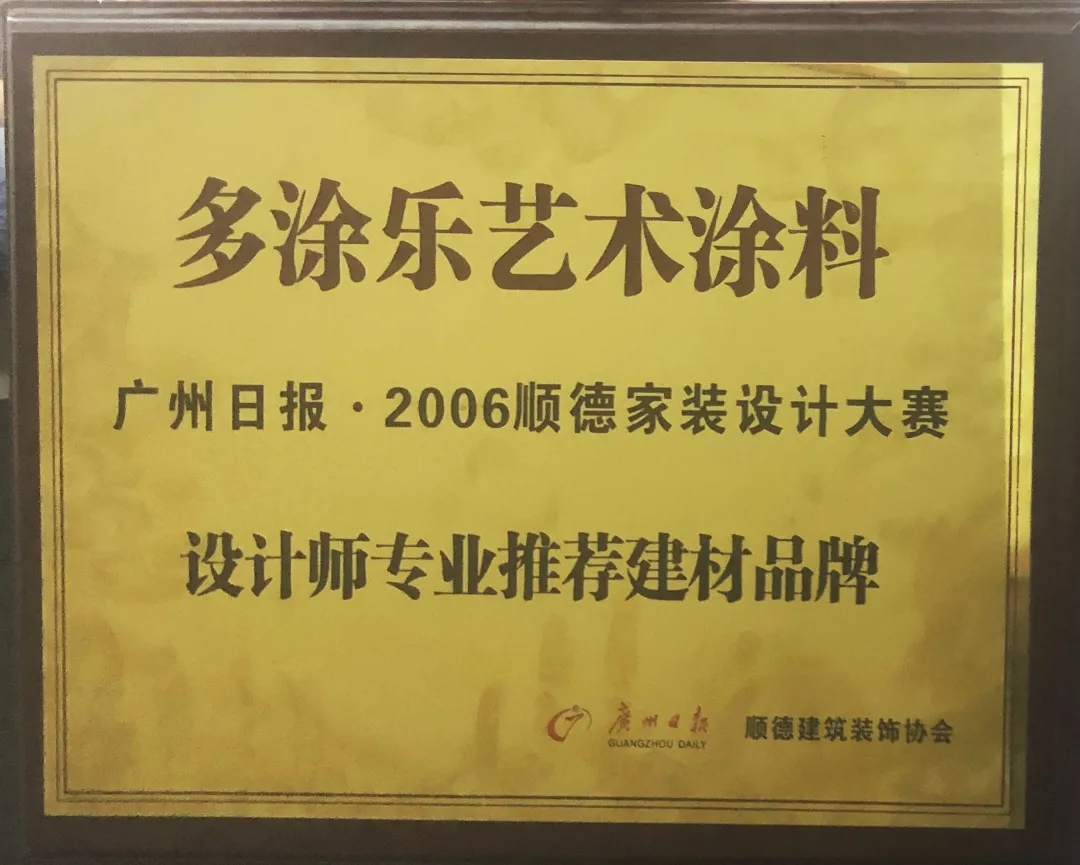 多涂乐艺术涂料
广州日报·2006顺德家装设计大赛
设计师专业推荐建材品牌
廣州日報 顺德建筑装饰协会
GUANGZHOU DAILY